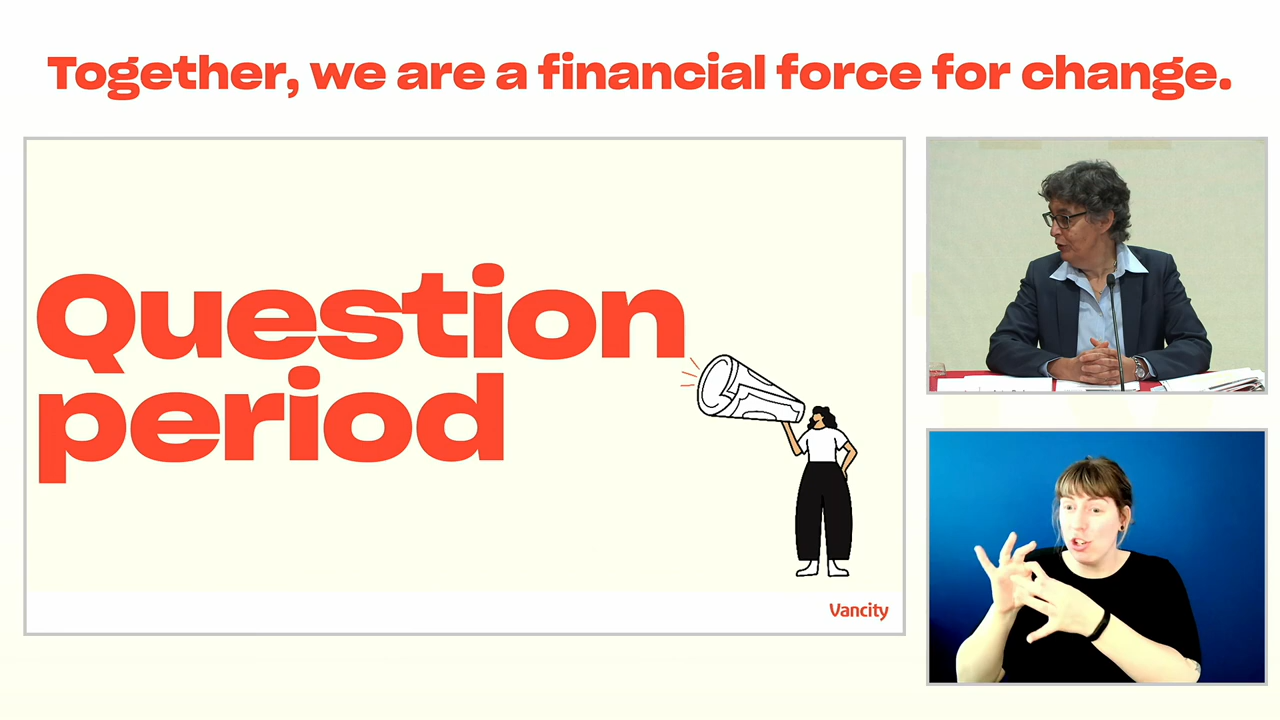 Together, we are a financial force for change.
Question
period
Vancity